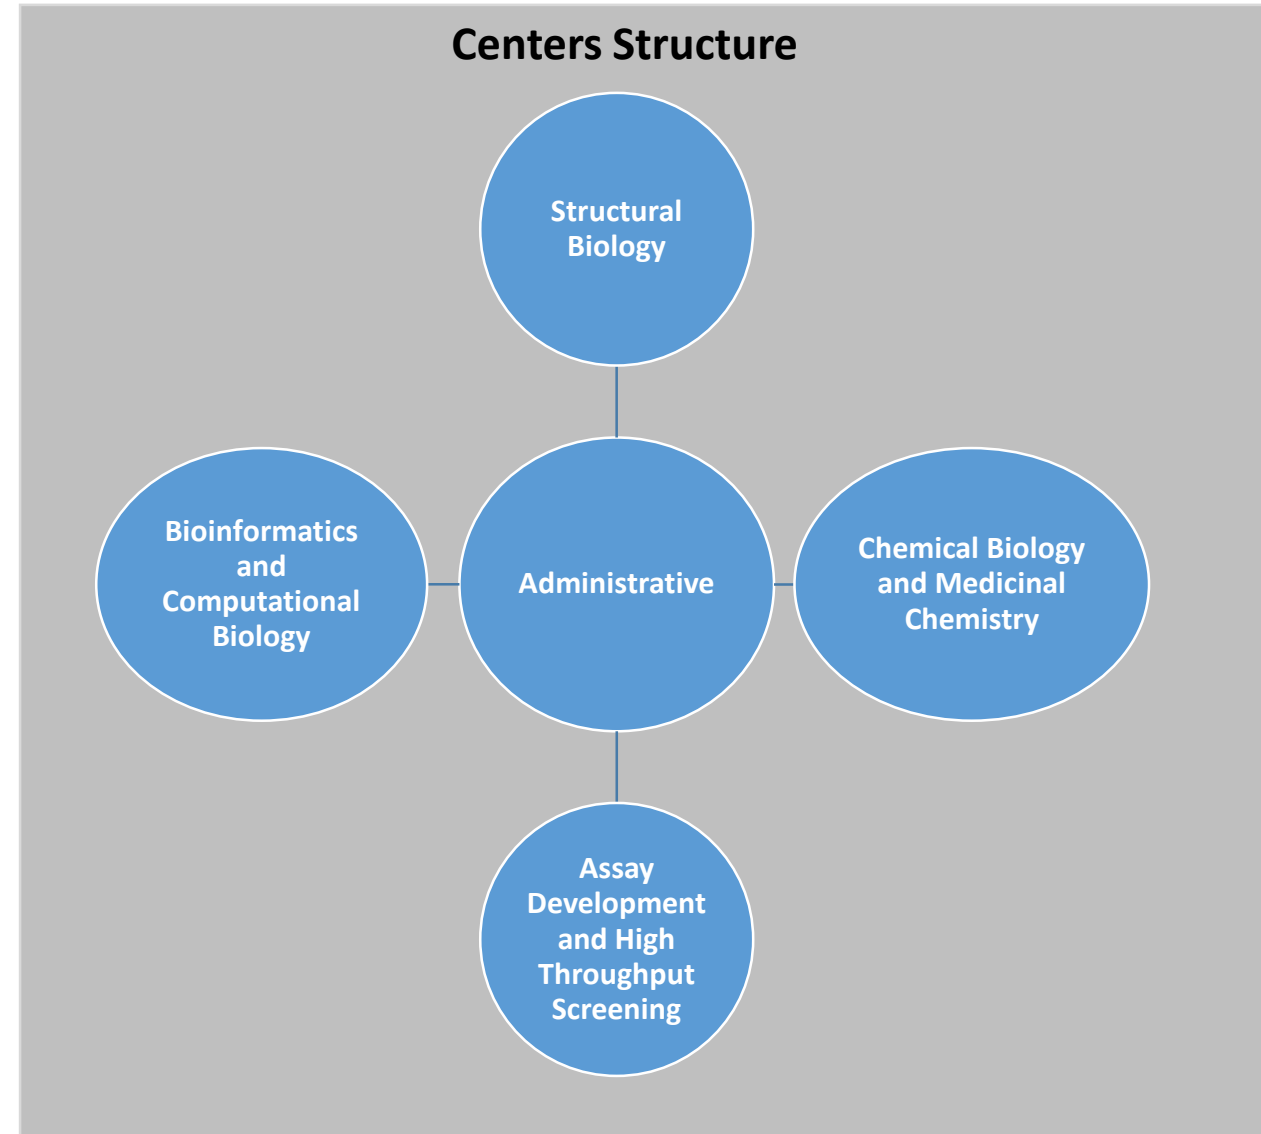 Centers Structure
Structural
Biology
Bioinformatics
and
Computational
Biology
Administrative
Chemical Biology
and Medicinal
Chemistry
Assay
Development
and High
Throughput
Screening